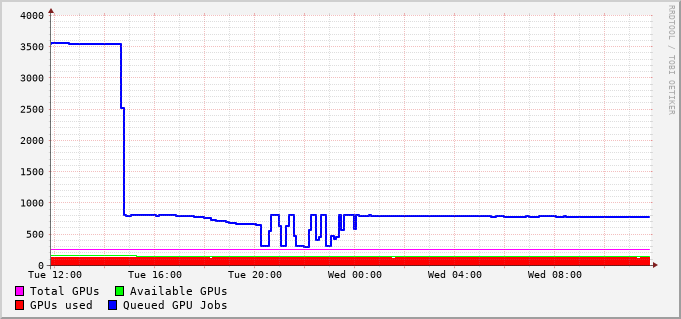 4000
3500
3000
2500
2000
1500
1000
500
0
Tue 12:00 Tue 16:00 Tue 20:00 Wed 00:00 Wed 04:00 Wed 08:00
Total GPUs Available GPUs
GPUs used Queued GPU Jobs
RRDTOOL / TOBI OETIKER